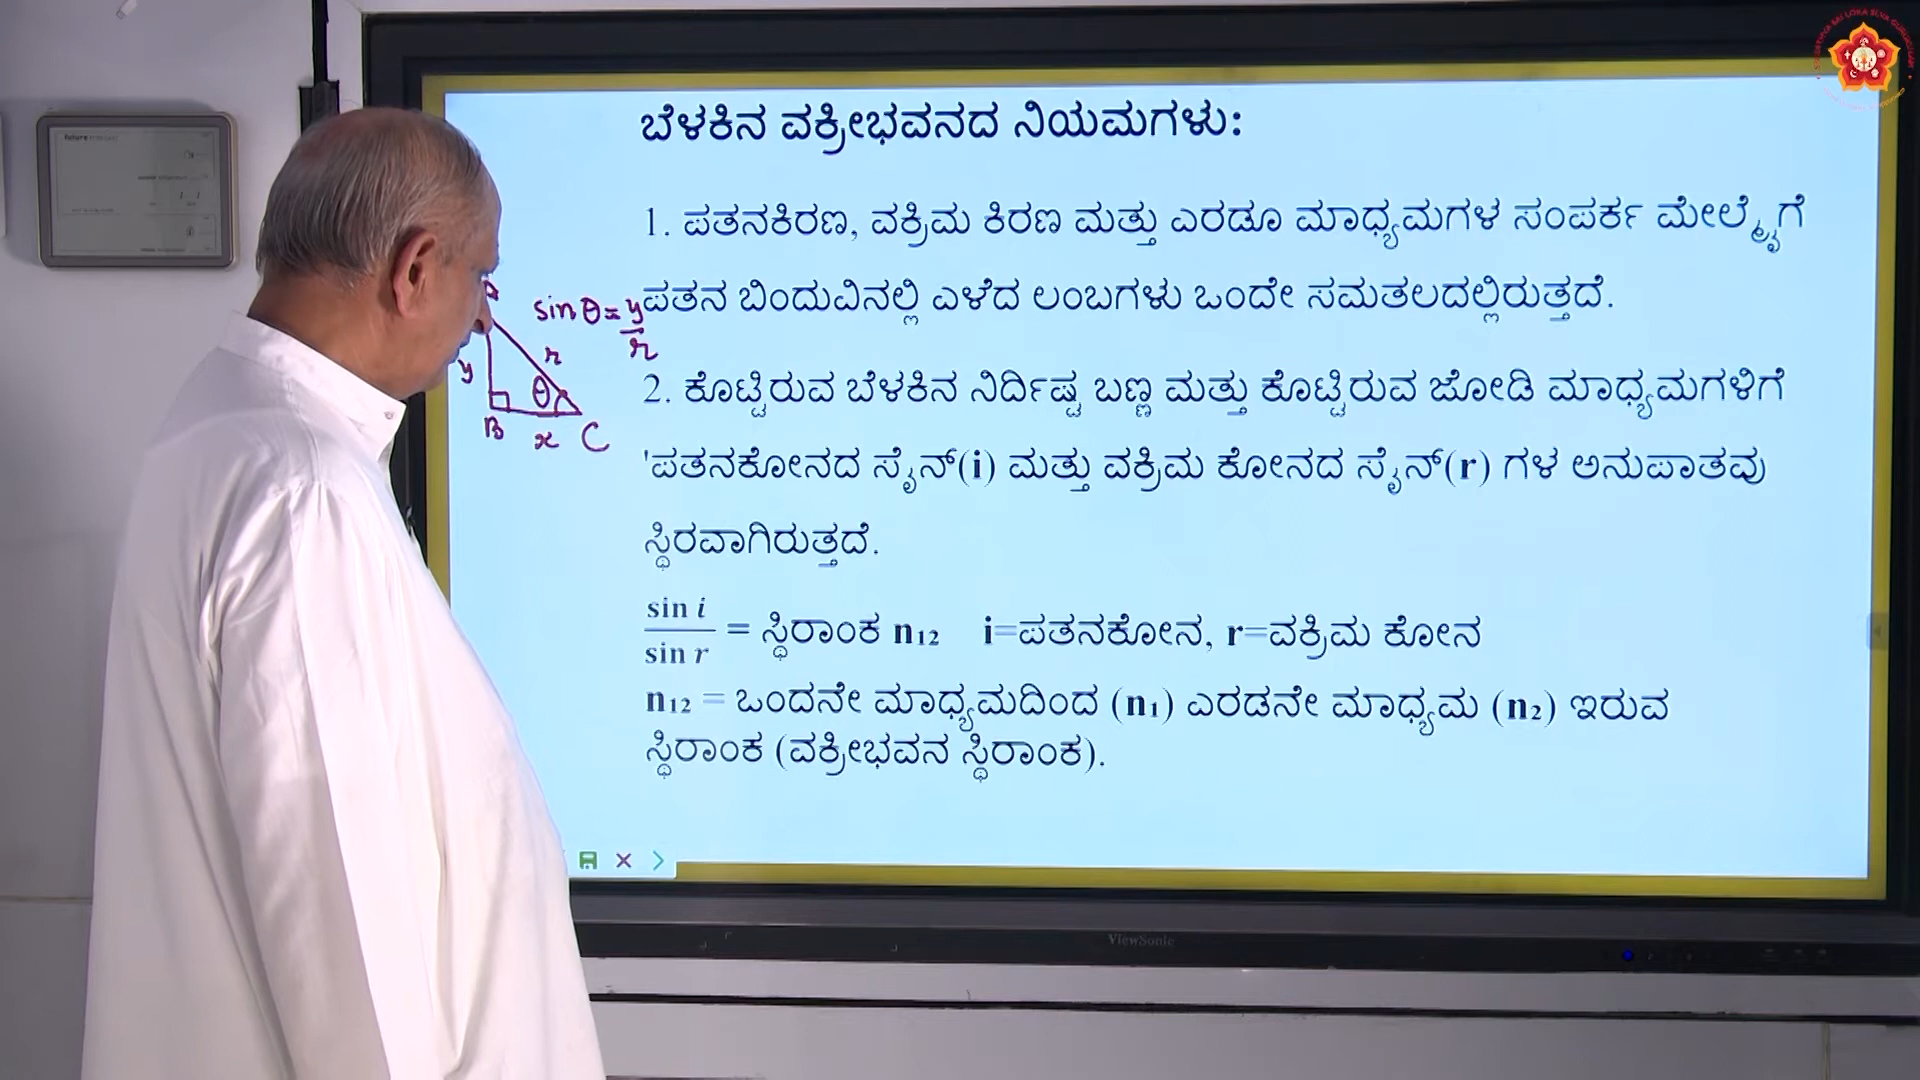 ಬೆಳಕಿನ ವಕ್ರೀಭವನದ ನಿಯಮಗಳು:
1. ಪತನಕಿರಣ, ವಕ್ರಿಮ ಕಿರಣ ಮತ್ತು ಎರಡೂ ಮಾಧ್ಯಮಗಳ ಸಂಪರ್ಕ ಮೇಲ್ಮೈಗೆ
ಪತನ ಬಿಂದುವಿನಲ್ಲಿ ಎಳೆದ ಲಂಬಗಳು ಒಂದೇ ಸಮತಲದಲ್ಲಿರುತ್ತದೆ.
sin θ = y/r
y
r
θ
B
x
C
2. ಕೊಟ್ಟಿರುವ ಬೆಳಕಿನ ನಿರ್ದಿಷ್ಟ ಬಣ್ಣ ಮತ್ತು ಕೊಟ್ಟಿರುವ ಜೋಡಿ ಮಾಧ್ಯಮಗಳಿಗೆ
'ಪತನಕೋನದ ಸೈನ್(i) ಮತ್ತು ವಕ್ರಿಮ ಕೋನದ ಸೈನ್(r) ಗಳ ಅನುಪಾತವು
ಸ್ಥಿರವಾಗಿರುತ್ತದೆ.
sin i / sin r = ಸ್ಥಿರಾಂಕ n₁₂ i=ಪತನಕೋನ, r=ವಕ್ರಿಮ ಕೋನ
n₁₂ = ಒಂದನೇ ಮಾಧ್ಯಮದಿಂದ (n₁) ಎರಡನೇ ಮಾಧ್ಯಮ (n₂) ಇರುವ
ಸ್ಥಿರಾಂಕ (ವಕ್ರೀಭವನ ಸ್ಥಿರಾಂಕ).
ViewSonic